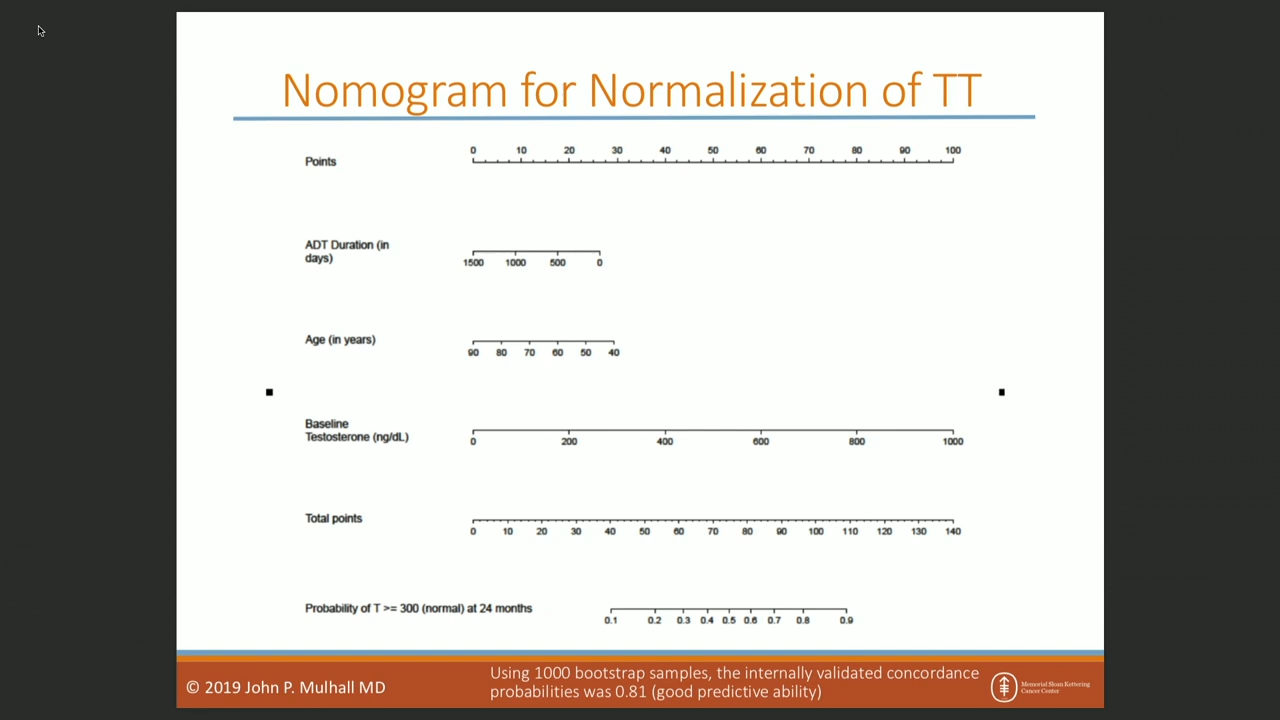 Nomogram for Normalization of TT
Points
0 10 20 30 40 50 60 70 80 90 100
ADT Duration (in
days)
1500 1000 500 0
Age (in years)
90 80 70 60 50 40
Baseline
Testosterone (ng/dL)
0 200 400 600 800 1000
Total points
0 10 20 30 40 50 60 70 80 90 100 110 120 130 140
Probability of T >= 300 (normal) at 24 months
0.1 0.2 0.3 0.4 0.5 0.6 0.7 0.8 0.9
© 2019 John P. Mulhall MD
Using 1000 bootstrap samples, the internally validated concordance
probabilities was 0.81 (good predictive ability)
Memorial Sloan Kettering
Cancer Center